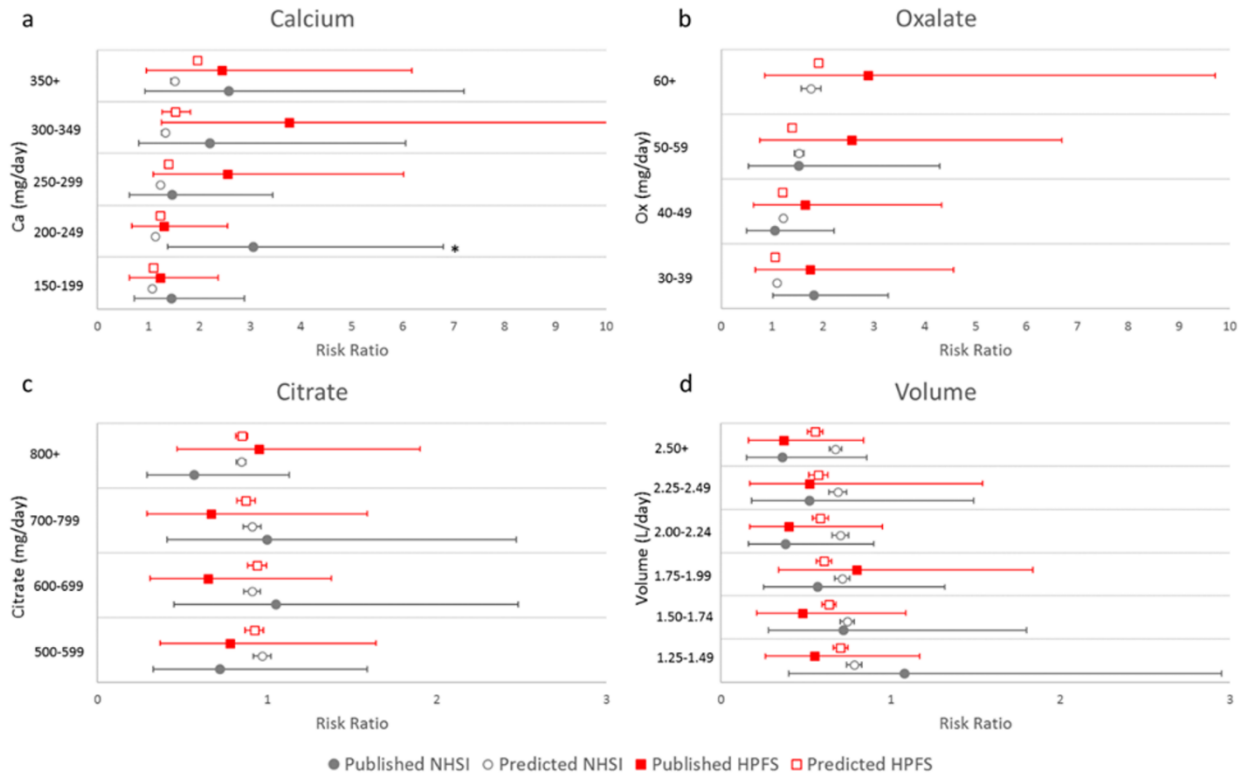 a
Calcium
Ca (mg/day)
350+
300-349
250-299
200-249
*
150-199
0 1 2 3 4 5 6 7 8 9 10
Risk Ratio
b
Oxalate
Ox (mg/day)
60+
50-59
40-49
30-39
0 1 2 3 4 5 6 7 8 9 10
Risk Ratio
c
Citrate
Citrate (mg/day)
800+
700-799
600-699
500-599
0 1 2 3
Risk Ratio
d
Volume
Volume (L/day)
2.50+
2.25-2.49
2.00-2.24
1.75-1.99
1.50-1.74
1.25-1.49
0 1 2 3
Risk Ratio
Published NHSI Predicted NHSI Published HPFS Predicted HPFS